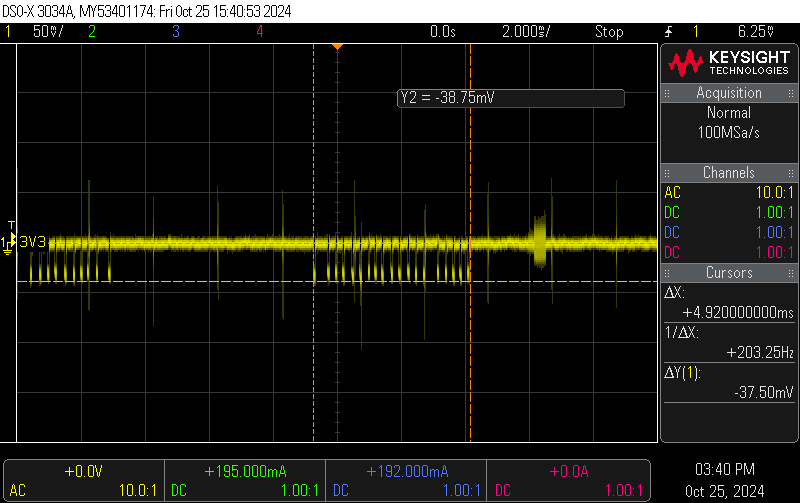 DSO-X 3034A, MY53401174: Fri Oct 25 15:40:53 2024
1 50mV/ 2 3 4 0.0s 2.000ms/ Stop 1 6.25mV
KEYSIGHT
TECHNOLOGIES
Y2 = -38.75mV
Acquisition
Normal
100MSa/s
Channels
AC 10.0:1
DC 1.00:1
DC 1.00:1
DC 1.00:1
T
1 3V3
Cursors
ΔX:
+4.920000000ms
1/ΔX:
+203.25Hz
ΔY(1):
-37.50mV
+0.0V +195.000mA +192.000mA +0.0A
AC 10.0:1 DC 1.00:1 DC 1.00:1 DC 1.00:1
03:40 PM
Oct 25, 2024